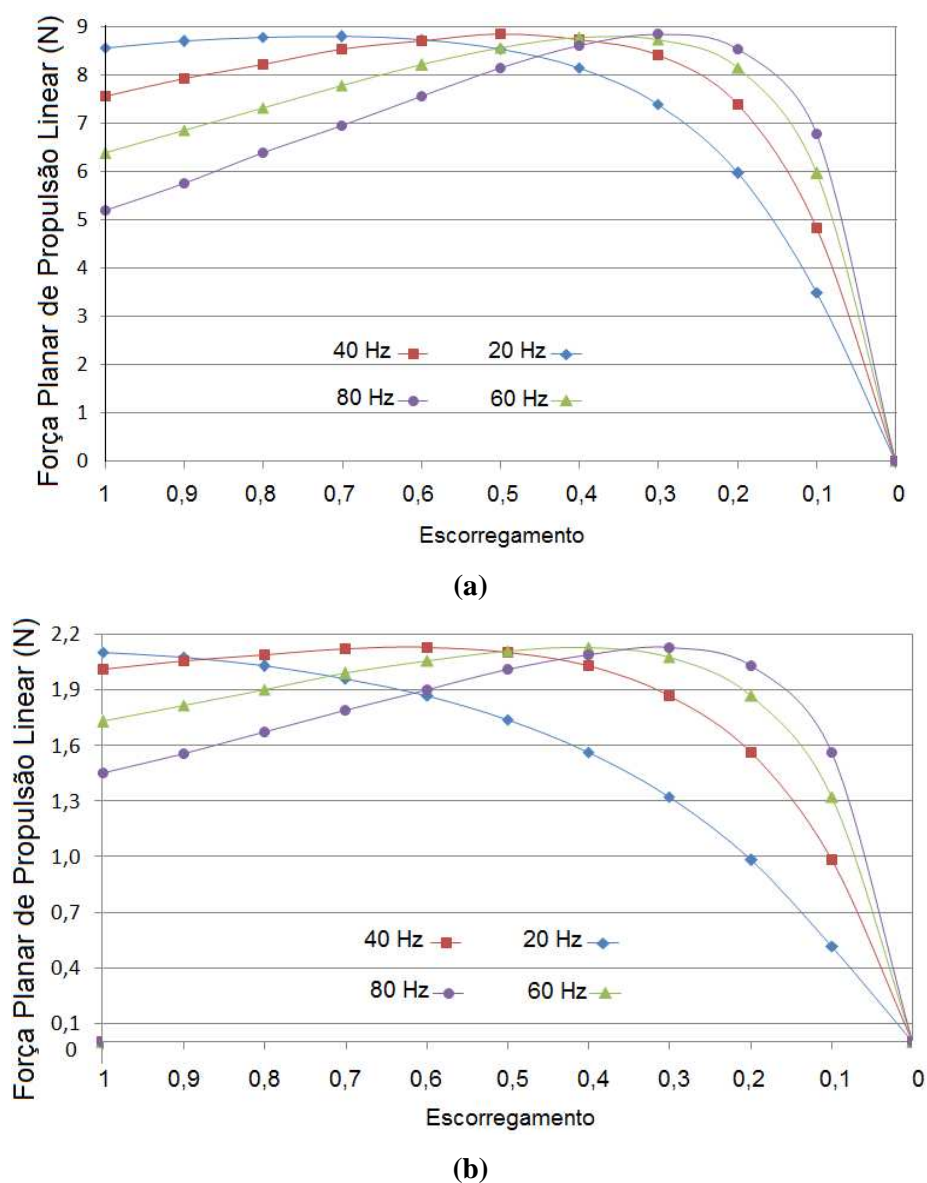 Força Planar de Propulsão Linear (N)
9
8
7
6
5
4
3
2
1
0
40 Hz 20 Hz
80 Hz 60 Hz
1 0,9 0,8 0,7 0,6 0,5 0,4 0,3 0,2 0,1 0
Escorregamento
(a)
Força Planar de Propulsão Linear (N)
2,2
1,9
1,6
1,3
1,0
0,7
0,4
0,1
0
40 Hz 20 Hz
80 Hz 60 Hz
1 0,9 0,8 0,7 0,6 0,5 0,4 0,3 0,2 0,1 0
Escorregamento
(b)